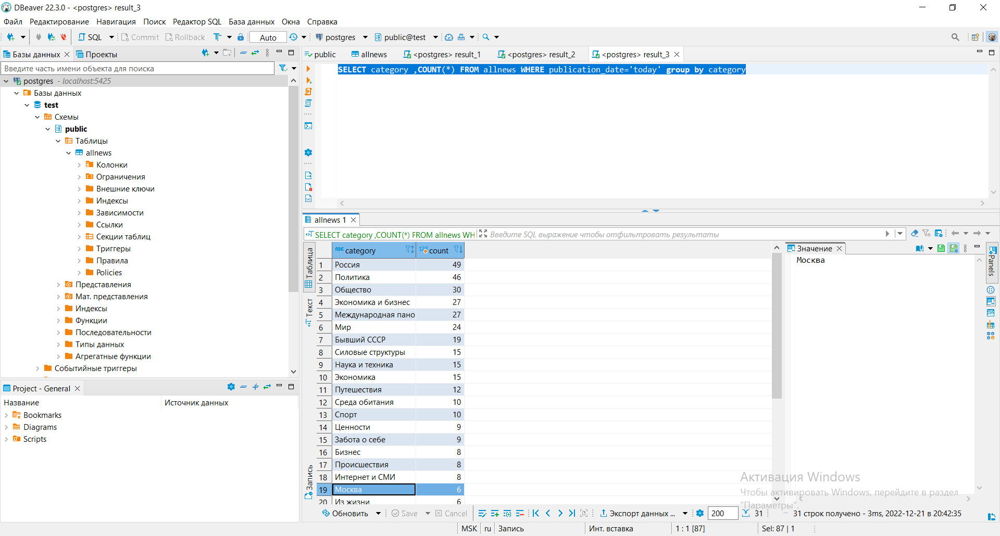 DBeaver 22.3.0 - <postgres> result_3
Файл Редактирование Навигация Поиск Редактор SQL База данных Окна Справка
SQL Commit Rollback Auto postgres public@test
Базы данных Проекты
Введите часть имени объекта для поиска
postgres - localhost:5425
Базы данных
test
Схемы
public
Таблицы
allnews
Колонки
Ограничения
Внешние ключи
Индексы
Зависимости
Ссылки
Секции таблиц
Триггеры
Правила
Policies
Представления
Мат. представления
Индексы
Функции
Последовательности
Типы данных
Агрегатные функции
Событийные триггеры
Project - General
Название Источник данных
Bookmarks
Diagrams
Scripts
public allnews <postgres> result_1 <postgres> result_2 <postgres> result_3
SELECT category ,COUNT(*) FROM allnews WHERE publication_date='today' group by category
allnews 1
SELECT category ,COUNT(*) FROM allnews WH Введите SQL выражение чтобы отфильтровать результаты
Таблица
Текст
Запись
ABC category 123 count
1 Россия 49
2 Политика 46
3 Общество 30
4 Экономика и бизнес 27
5 Международная пано 27
6 Мир 24
7 Бывший СССР 19
8 Силовые структуры 15
9 Наука и техника 15
10 Экономика 15
11 Путешествия 12
12 Среда обитания 10
13 Спорт 10
14 Ценности 9
15 Забота о себе 9
16 Бизнес 8
17 Происшествия 8
18 Интернет и СМИ 8
19 Москва 6
20 Из жизни 6
Значение
Москва
Panels
Активация Windows
Чтобы активировать Windows, перейдите в раздел
"Параметры".
Обновить Save Cancel Экспорт данных ... 200 31 31 строк получено - 3ms, 2022-12-21 в 20:42:35
MSK ru Запись Инт. вставка 1 : 1 [87] Sel: 87 | 1